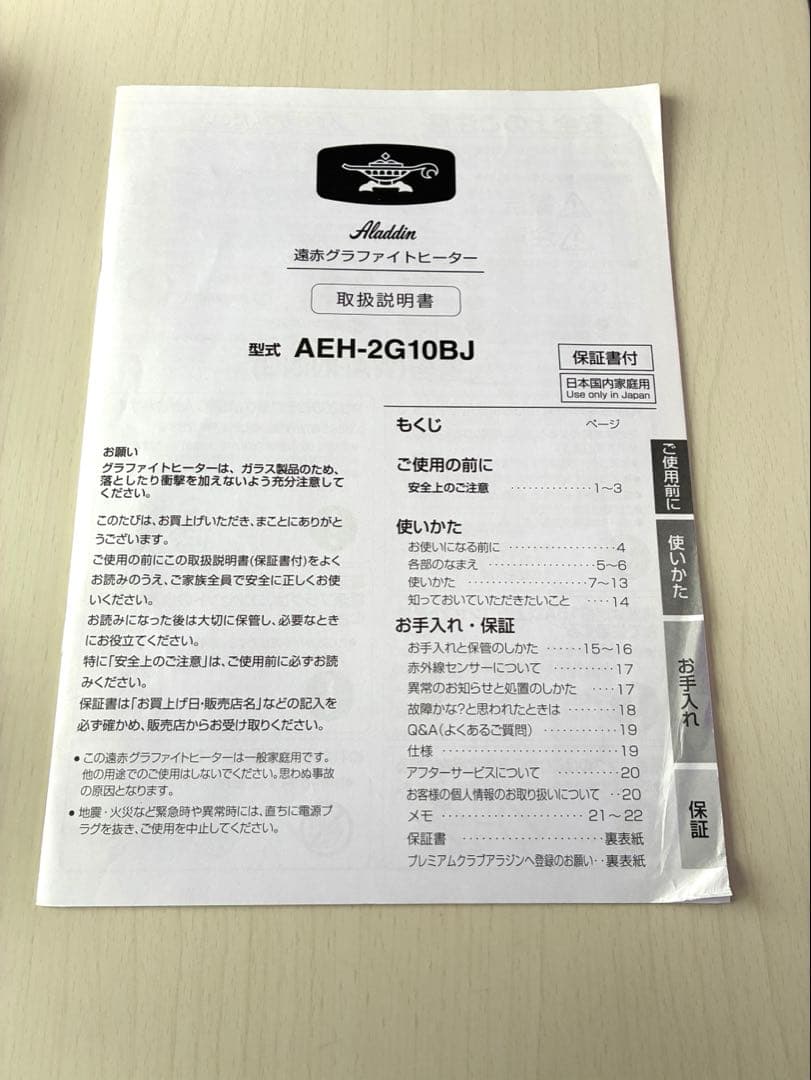 Aladdin
遠赤グラファイトヒーター
取扱説明書
型式 AEH-2G10BJ
保証書付
日本国内家庭用
Use only in Japan
お願い
グラファイトヒーターは、ガラス製品のため、
落としたり衝撃を加えないよう充分注意して
ください。
このたびは、お買上げいただき、まことにありがと
うございます。
ご使用の前にこの取扱説明書(保証書付)をよく
お読みのうえ、ご家族全員で安全に正しくお使
いください。
お読みになった後は大切に保管し、必要なとき
にお役立てください。
特に「安全上のご注意」は、ご使用前に必ずお読
みください。
保証書は「お買上げ日・販売店名」などの記入を
必ず確かめ、販売店からお受け取りください。
●この遠赤グラファイトヒーターは一般家庭用です。
他の用途でのご使用はしないでください。思わぬ事故
の原因となります。
●地震・火災など緊急時や異常時には、直ちに電源プ
ラグを抜き、ご使用を中止してください。
もくじ ページ
ご使用の前に
安全上のご注意 ··············1～3
使いかた
お使いになる前に ·················4
各部のなまえ ·····················5～6
使いかた ·····················7～13
知っておいていただきたいこと ····14
お手入れ・保証
お手入れと保管のしかた ······15～16
赤外線センサーについて ··········17
異常のお知らせと処置のしかた ····17
故障かな?と思われたときは ········18
Q&A(よくあるご質問) ·············19
仕様 ····························19
アフターサービスについて ·········20
お客様の個人情報のお取り扱いについて ··20
メモ ······················21～22
保証書 ······················裏表紙
プレミアムクラブアラジンへ登録のお願い··裏表紙
ご使用前に
使いかた
お手入れ
保証